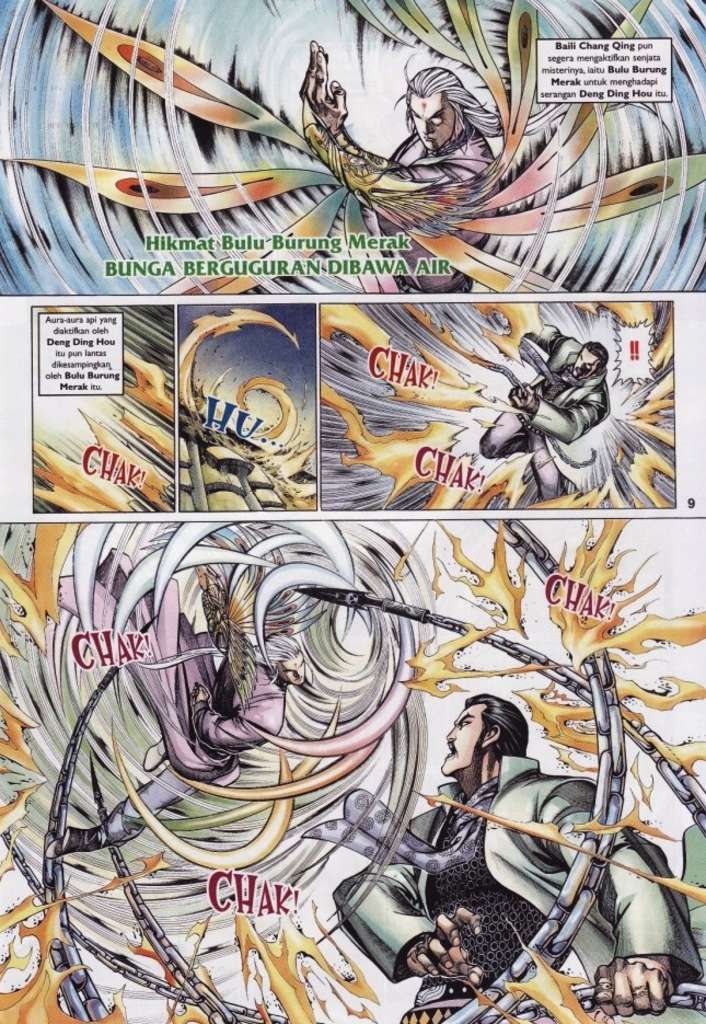 Baili Chang Qing pun
segera mengaktifkan senjata
misterinya, iaitu Bulu Burung
Merak untuk menghadapi
serangan Deng Ding Hou itu.
Hikmat Bulu Burung Merak
BUNGA BERGUGURAN DIBAWA AIR
Aura-aura api yang
diaktifkan oleh
Deng Ding Hou
itu pun lantas
dikesampingkan
oleh Bulu Burung
Merak itu.
CHAK!
HU...
CHAK!
CHAK!
!!
9
CHAK!
CHAK!
CHAK!